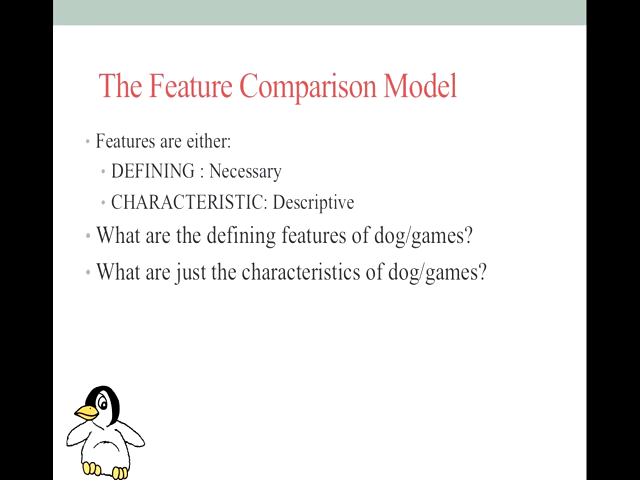 The Feature Comparison Model
• Features are either:
• DEFINING : Necessary
• CHARACTERISTIC: Descriptive
• What are the defining features of dog/games?
• What are just the characteristics of dog/games?